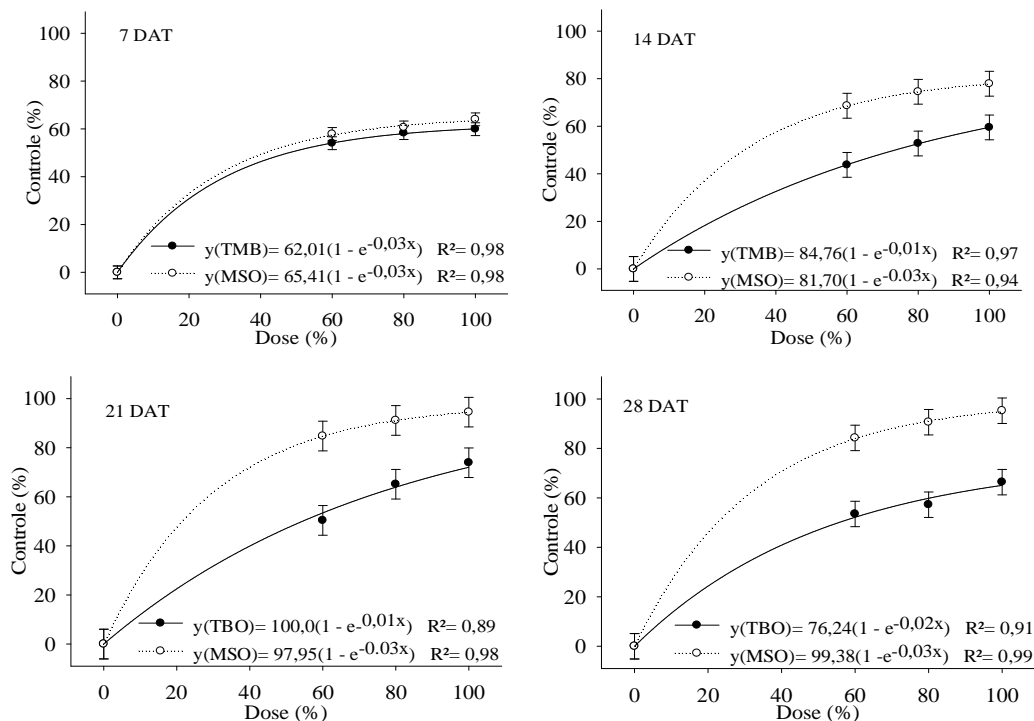 7 DAT
100
80
60
40
20
0
Controle (%)
y(TMB)= 62,01(1 - e-0,03x) R²= 0,98
y(MSO)= 65,41(1 - e-0,03x) R²= 0,98
0 20 40 60 80 100
Dose (%)
14 DAT
100
80
60
40
20
0
Controle (%)
y(TMB)= 84,76(1 - e-0,01x) R²= 0,97
y(MSO)= 81,70(1 - e-0.03x) R²= 0,94
0 20 40 60 80 100
Dose (%)
21 DAT
100
80
60
40
20
0
Controle (%)
y(TBO)= 100,0(1 - e-0,01x) R²= 0,89
y(MSO)= 97,95(1 - e-0.03x) R²= 0,98
0 20 40 60 80 100
Dose (%)
28 DAT
100
80
60
40
20
0
Controle (%)
y(TBO)= 76,24(1 - e-0,02x) R²= 0,91
y(MSO)= 99,38(1 -e-0,03x) R²= 0,99
0 20 40 60 80 100
Dose (%)